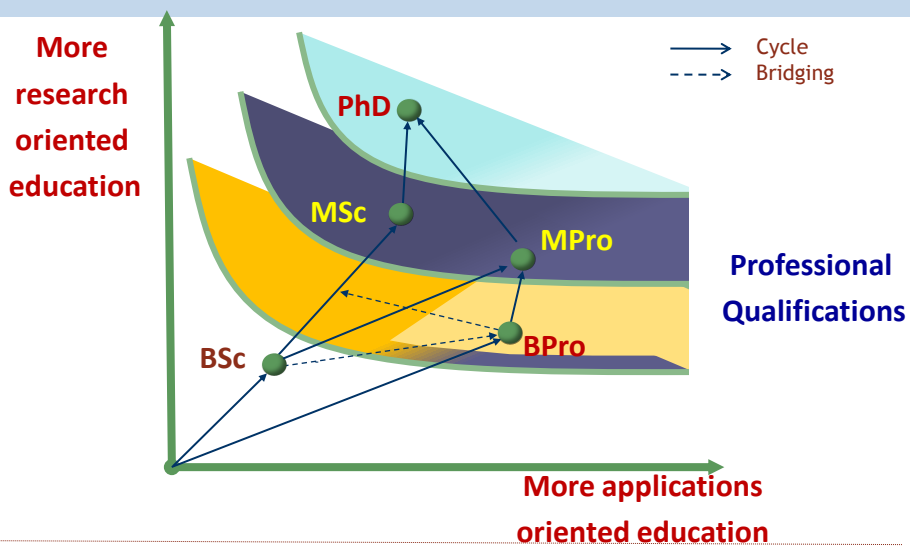 More
research
oriented
education
Cycle
Bridging
PhD
MSc
MPro
Professional
Qualifications
BSc
BPro
More applications
oriented education